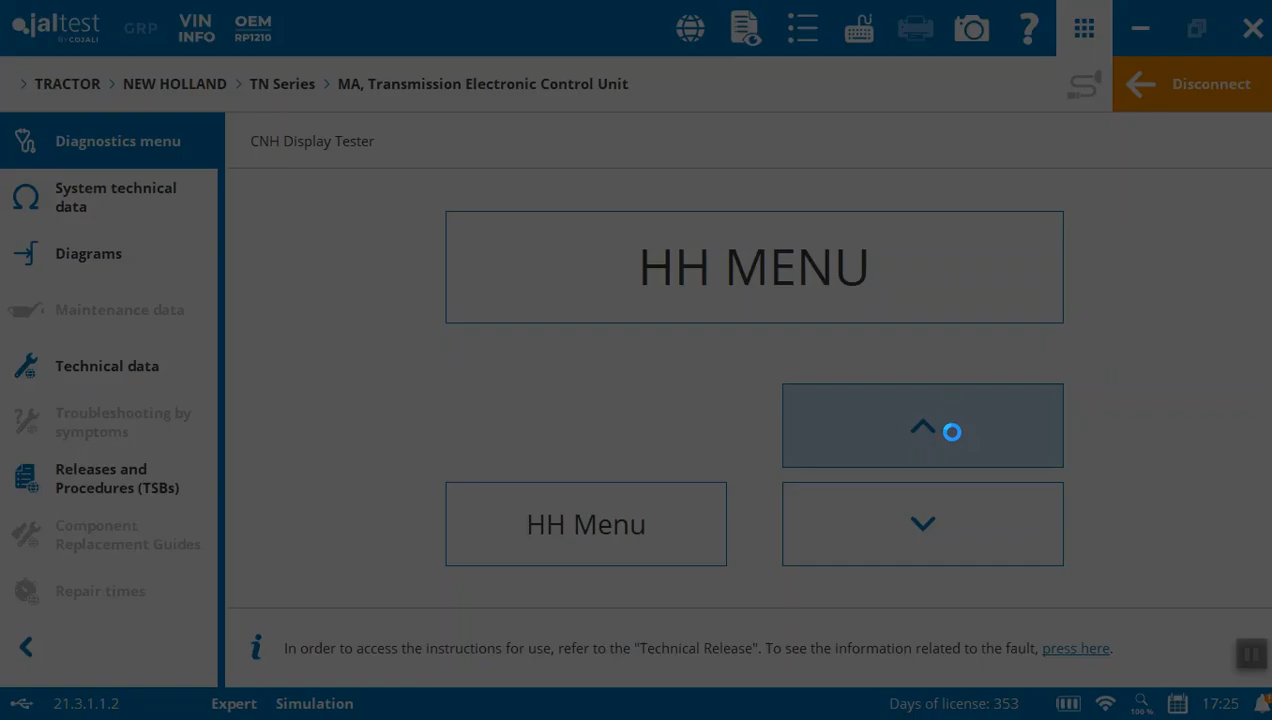 jaltest
BY COJALI
GRP
VIN
INFO
OEM
RP1210
?
> TRACTOR > NEW HOLLAND > TN Series > MA, Transmission Electronic Control Unit
Disconnect
Diagnostics menu
CNH Display Tester
System technical
data
Diagrams
Maintenance data
Technical data
Troubleshooting by
symptoms
Releases and
Procedures (TSBs)
Component
Replacement Guides
Repair times
HH MENU
HH Menu
In order to access the instructions for use, refer to the "Technical Release". To see the information related to the fault, press here.
21.3.1.1.2
Expert
Simulation
Days of license: 353
100 %
17:25